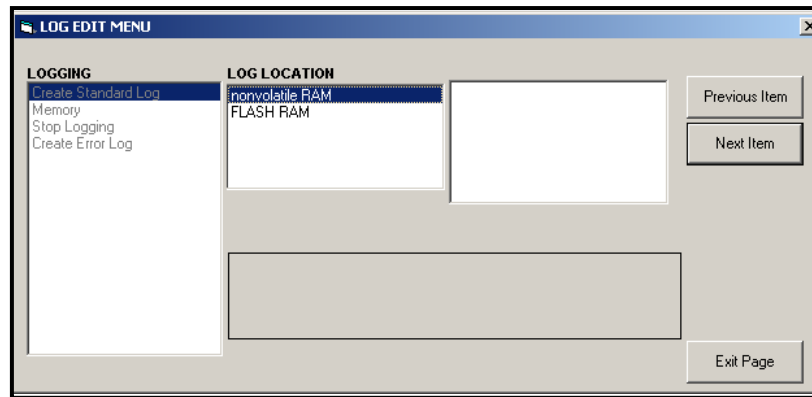 LOG EDIT MENU
LOGGING
Create Standard Log
Memory
Stop Logging
Create Error Log
LOG LOCATION
nonvolatile RAM
FLASH RAM
Previous Item
Next Item
Exit Page